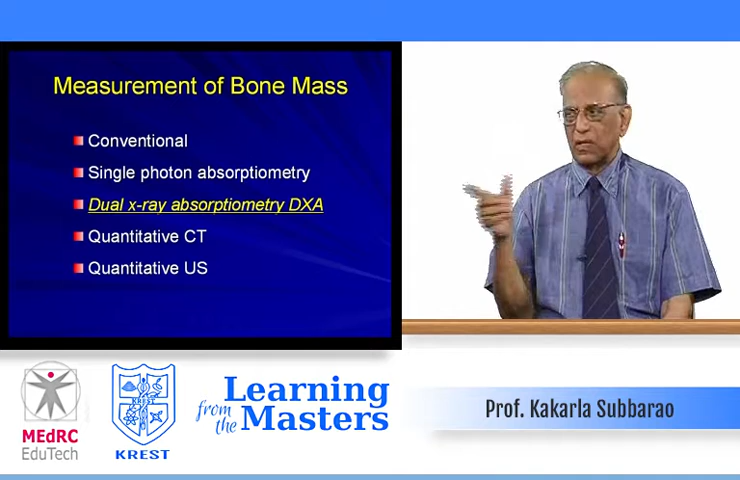 Measurement of Bone Mass
Conventional
Single photon absorptiometry
Dual x-ray absorptiometry DXA
Quantitative CT
Quantitative US
MEdRC
EduTech
KREST
KREST
Learning
from the Masters
Prof. Kakarla Subbarao